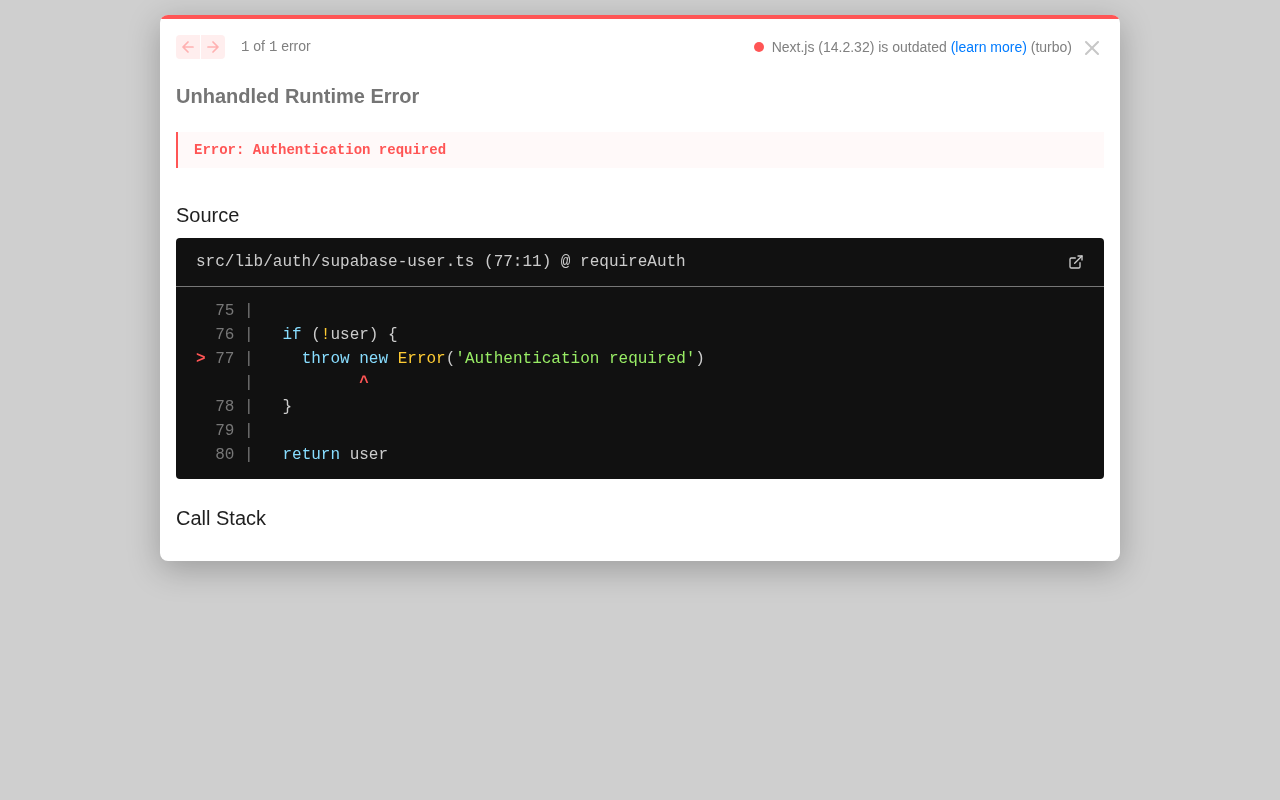 1 of 1 error
Next.js (14.2.32) is outdated (learn more) (turbo)
Unhandled Runtime Error
Error: Authentication required
Source
src/lib/auth/supabase-user.ts (77:11) @ requireAuth
75 |
76 |   if (!user) {
> 77 |     throw new Error('Authentication required')
|           ^
78 |   }
79 |
80 |   return user
Call Stack